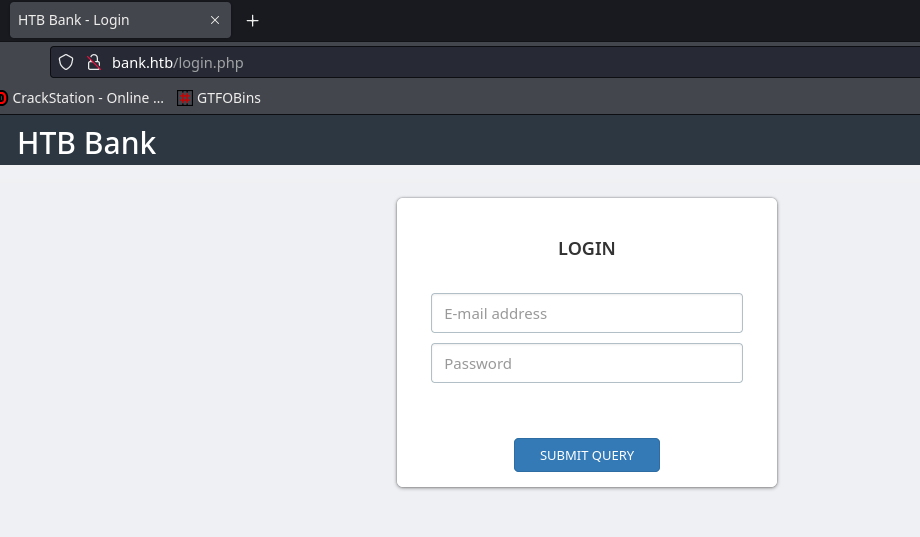 HTB Bank - Login
bank.htb/login.php
CrackStation - Online ... GTFOBins
HTB Bank
LOGIN
E-mail address
Password
SUBMIT QUERY